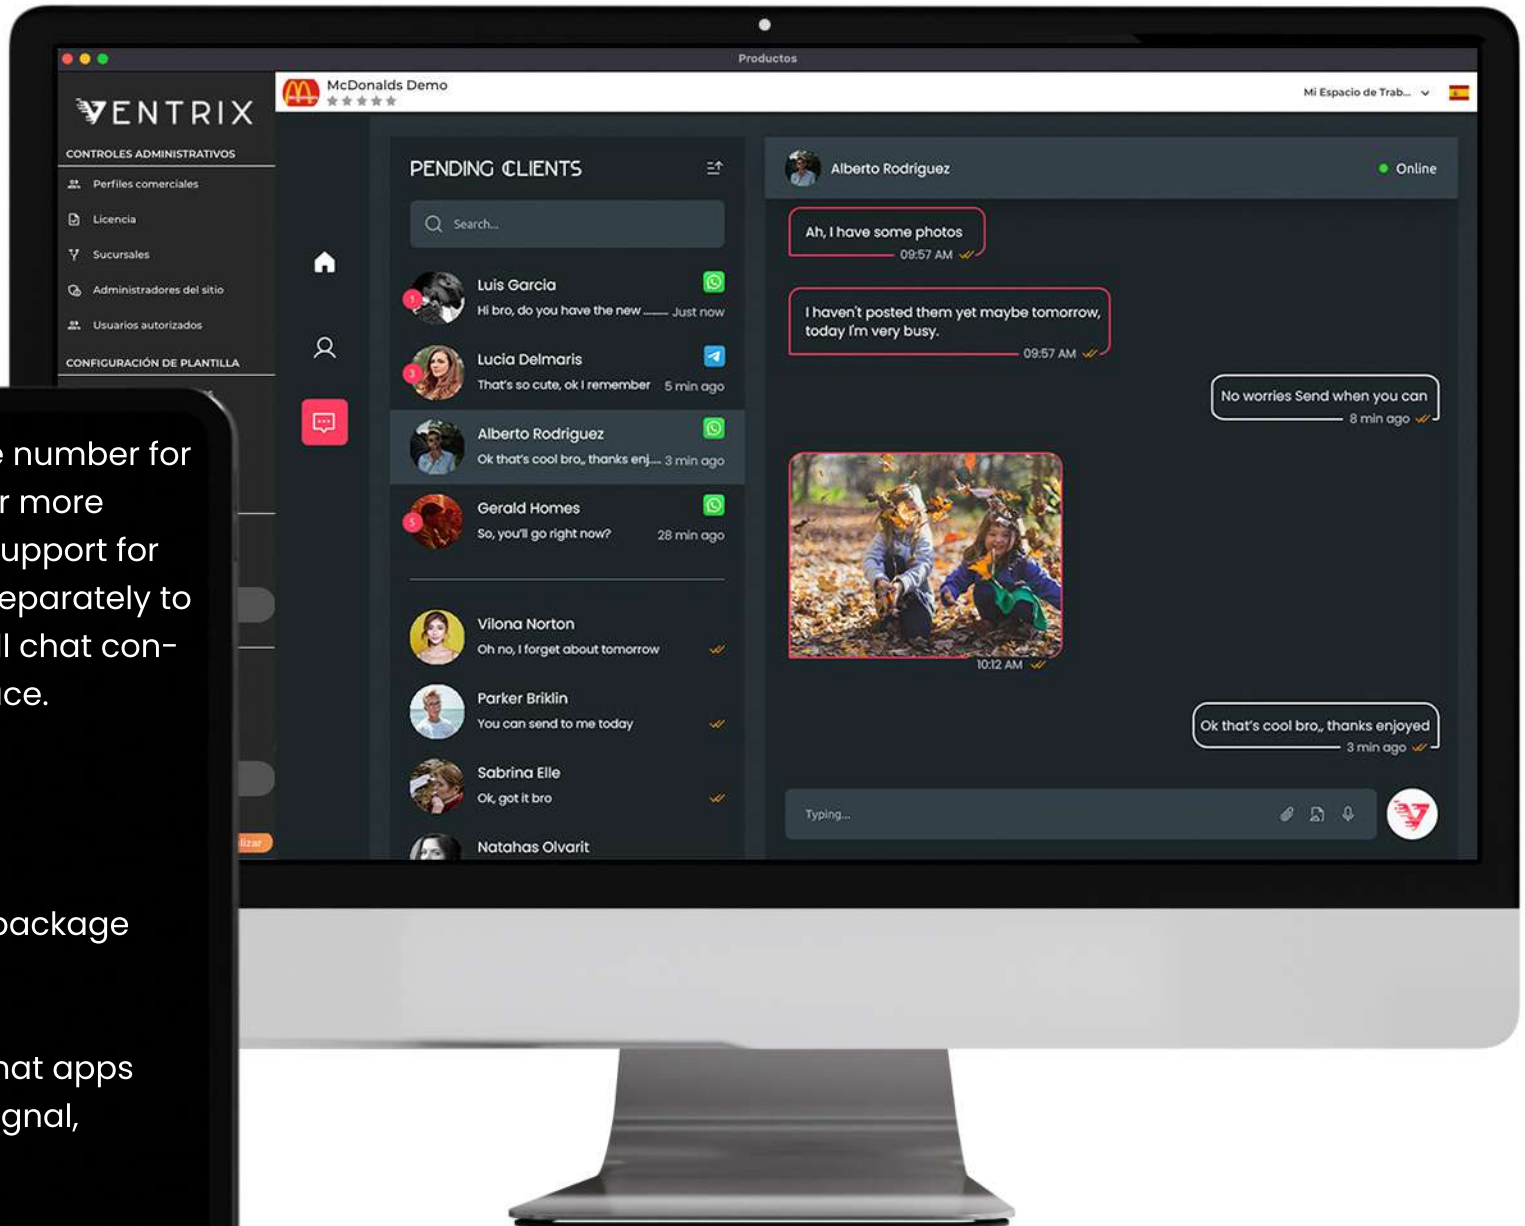 Productos
VENTRIX
McDonalds Demo
Mi Espacio de Trab...
CONTROLES ADMINISTRATIVOS
Perfiles comerciales
Licencia
Sucursales
Administradores del sitio
Usuarios autorizados
CONFIGURACIÓN DE PLANTILLA
lizar
PENDING CLIENTS
Search...
1
Luis Garcia
Hi bro, do you have the new ........ Just now
3
Lucia Delmaris
That's so cute, ok I remember 5 min ago
Alberto Rodriguez
Ok that's cool bro,, thanks enj.... 3 min ago
5
Gerald Homes
So, you'll go right now? 28 min ago
Vilona Norton
Oh no, I forget about tomorrow
Parker Briklin
You can send to me today
Sabrina Elle
Ok, got it bro
Natahas Olvarit
Alberto Rodriguez
Online
Ah, I have some photos
09:57 AM
I haven't posted them yet maybe tomorrow,
today I'm very busy.
09:57 AM
No worries Send when you can
8 min ago
10:12 AM
Ok that's cool bro,, thanks enjoyed
3 min ago
Typing...
e number for
r more
upport for
eparately to
ll chat con-
ce.
package
hat apps
gnal,